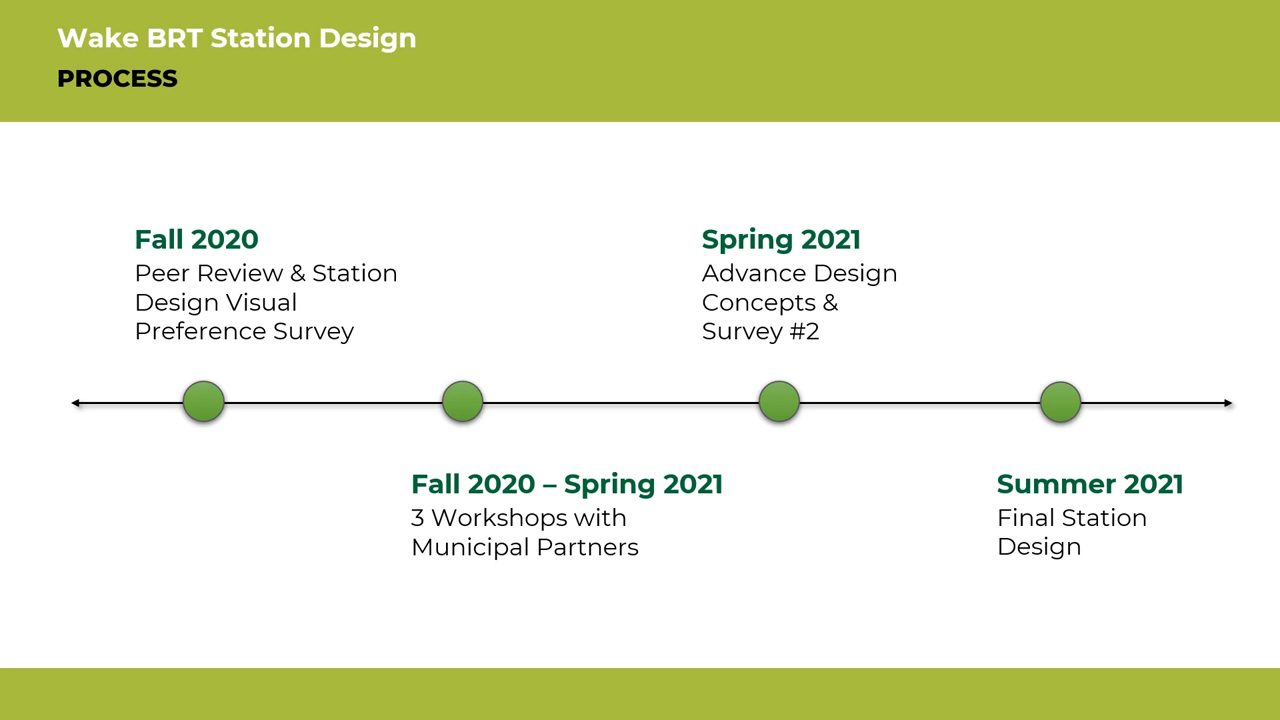 Wake BRT Station Design
PROCESS
Fall 2020
Peer Review & Station
Design Visual
Preference Survey
Spring 2021
Advance Design
Concepts &
Survey #2
Fall 2020 – Spring 2021
3 Workshops with
Municipal Partners
Summer 2021
Final Station
Design